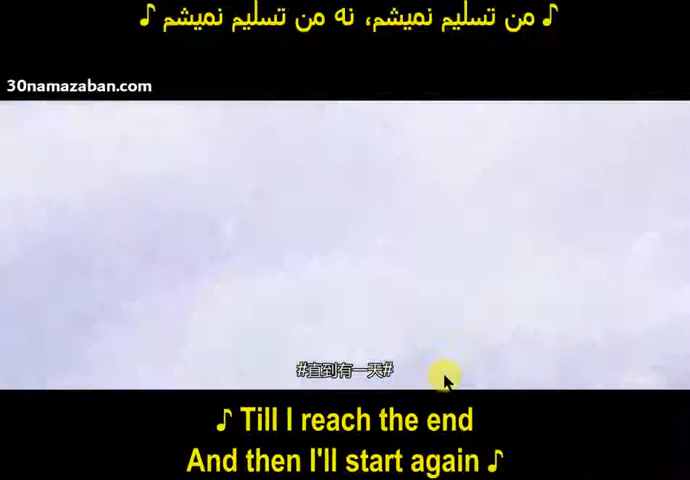 ♪ من تسلیم نمیشم، نه من تسلیم نمیشم ♪
30namazaban.com
#直到有一天#
♪ Till I reach the end
And then I'll start again ♪